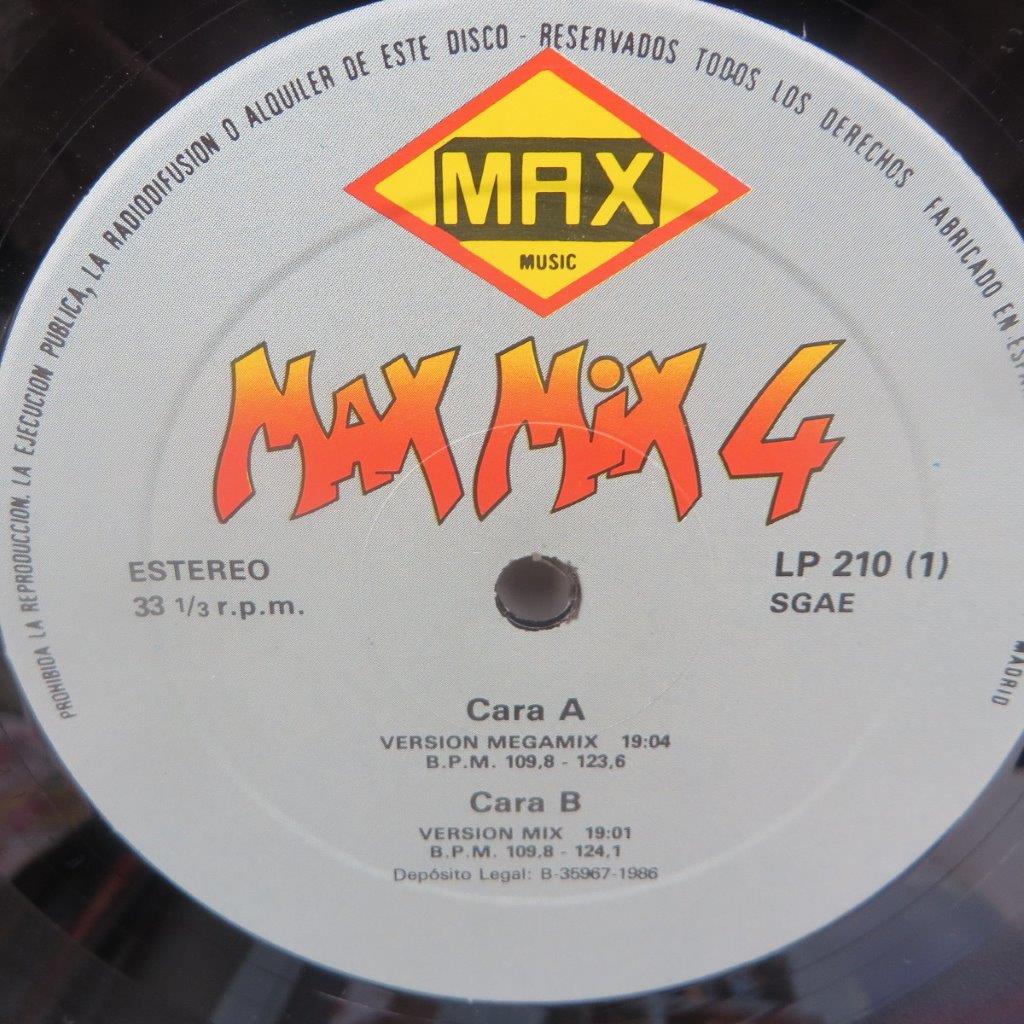 PROHIBIDA LA REPRODUCCION. LA EJECUCION PUBLICA, LA RADIODIFUSION O ALQUILER DE ESTE DISCO - RESERVADOS TODOS LOS DERECHOS FABRICADO EN ESPA
MADRID
MAX
MUSIC
MAX MiX 4
ESTEREO
33 1/3 r.p.m.
LP 210 (1)
SGAE
Cara A
VERSION MEGAMIX 19:04
B.P.M. 109,8 - 123,6
Cara B
VERSION MIX 19:01
B.P.M. 109,8 - 124,1
Depósito Legal: B-35967-1986